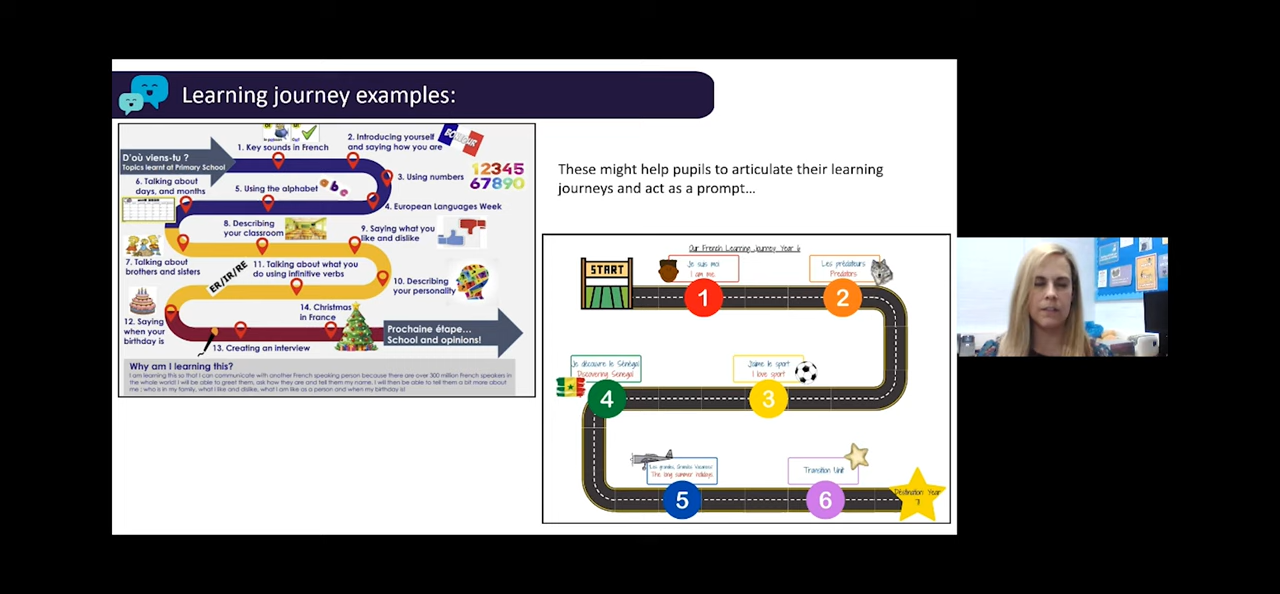 Learning journey examples:
D'où viens-tu ?
Topics learnt at Primary School
1. Key sounds in French
2. Introducing yourself
and saying how you are
BONJOUR
3. Using numbers
12345
67890
4. European Languages Week
5. Using the alphabet
6. Talking about
days, and months
7. Talking about
brothers and sisters
8. Describing
your classroom
9. Saying what you
like and dislike
10. Describing
your personality
11. Talking about what you
do using infinitive verbs
ER/IR/RE
12. Saying
when your
birthday is
13. Creating an interview
14. Christmas
in France
Prochaine étape...
School and opinions!
Why am I learning this?
I am learning this so that I can communicate with another French speaking person because there are over 300 million French speakers in
the whole world! I will be able to greet them, ask how they are and tell them my name. I will then be able to tell them a bit more about
me ; who is in my family, what I like and dislike, what I am like as a person and when my birthday is!
These might help pupils to articulate their learning
journeys and act as a prompt...
Our French Learning Journey Year 6
START
Je suis moi
I am me.
1
Les prédateurs
Predators
2
J'aime le sport
I love sport
3
Je découvre le Sénégal
Discovering Senegal
4
The long summer
5
Transition Unit
6
Destination: Year